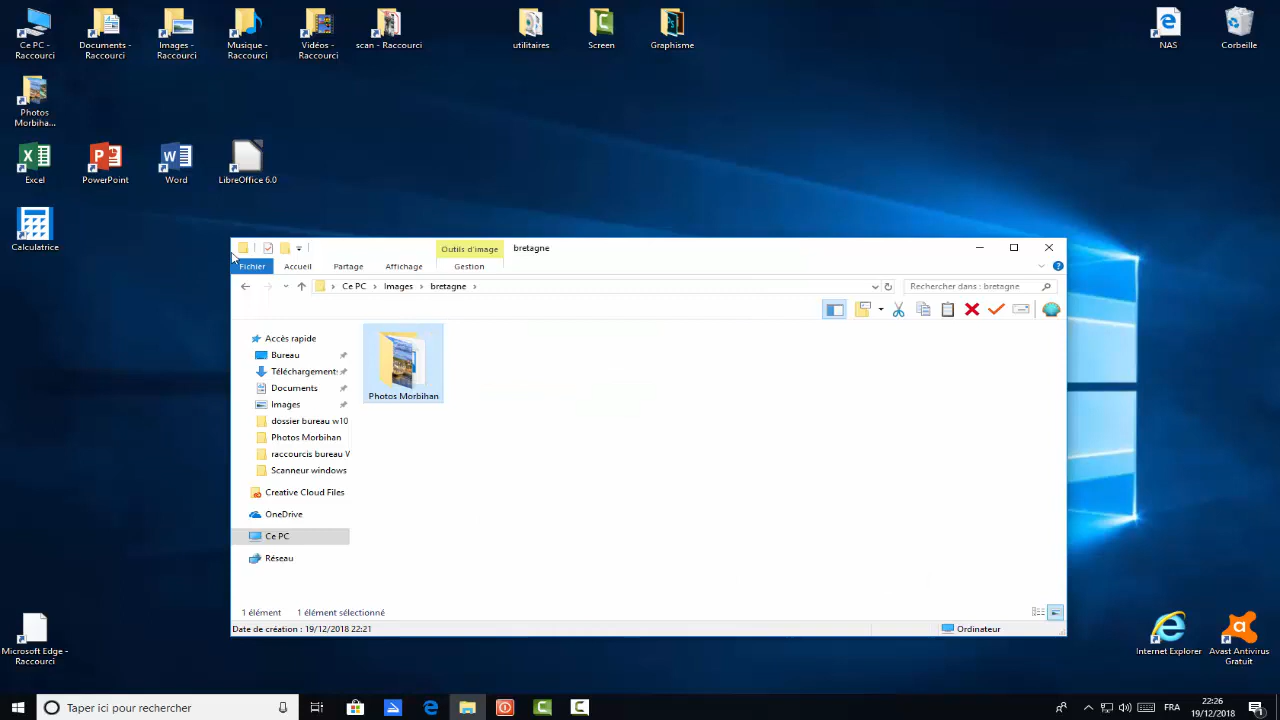 Ce PC -
Raccourci
Documents -
Raccourci
Images -
Raccourci
Musique -
Raccourci
Vidéos -
Raccourci
scan - Raccourci
utilitaires
Screen
Graphisme
NAS
Corbeille
Photos
Morbiha...
Excel
PowerPoint
Word
LibreOffice 6.0
Calculatrice
Outils d'image
bretagne
Fichier
Accueil
Partage
Affichage
Gestion
Ce PC
Images
bretagne
Rechercher dans : bretagne
Accès rapide
Bureau
Téléchargement:
Documents
Images
dossier bureau w10
Photos Morbihan
raccourcis bureau V
Scanneur windows
Creative Cloud Files
OneDrive
Ce PC
Réseau
Photos Morbihan
1 élément
1 élément sélectionné
Date de création : 19/12/2018 22:21
Ordinateur
Microsoft Edge -
Raccourci
Internet Explorer
Avast Antivirus
Gratuit
Taper ici pour rechercher
FRA
22:26
19/12/2018
1